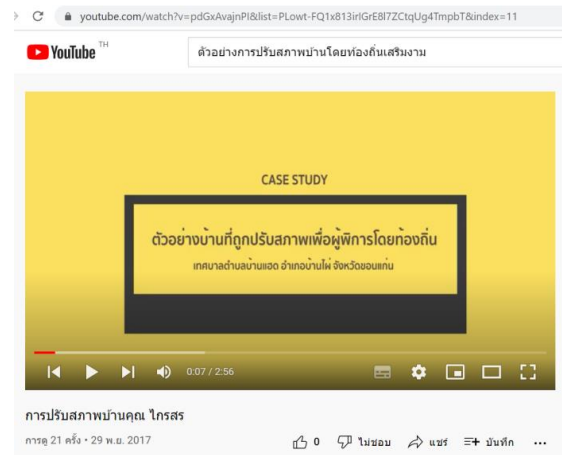 youtube.com/watch?v=pdGxAvajnPI&list=PLowt-FQ1x813irIGrE8l7ZCtqUg4TmpbT&index=11
YouTube TH
ตัวอย่างการปรับสภาพบ้านโดยท้องถิ่นเสริมงาม
CASE STUDY
ตัวอย่างบ้านที่ถูกปรับสภาพเพื่อผู้พิการโดยท้องถิ่น
เทศบาลตำบลบ้านแฮด อำเภอบ้านไผ่ จังหวัดขอนแก่น
0:07 / 2:56
การปรับสภาพบ้านคุณ ไกรสร
การดู 21 ครั้ง • 29 พ.ย. 2017
0 ไม่ชอบ แชร์ บันทึก